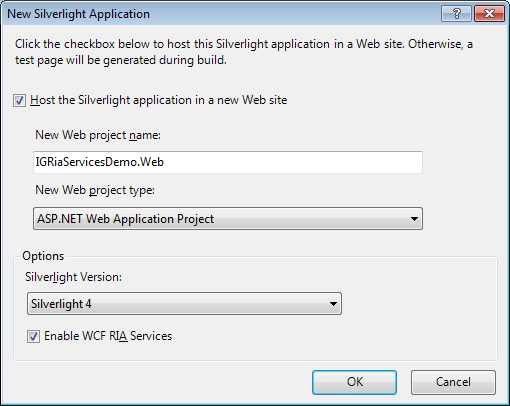 New Silverlight Application
Click the checkbox below to host this Silverlight application in a Web site. Otherwise, a
test page will be generated during build.
Host the Silverlight application in a new Web site
New Web project name:
IGRiaServicesDemo.Web
New Web project type:
ASP.NET Web Application Project
Options
Silverlight Version:
Silverlight 4
Enable WCF RIA Services
OK
Cancel